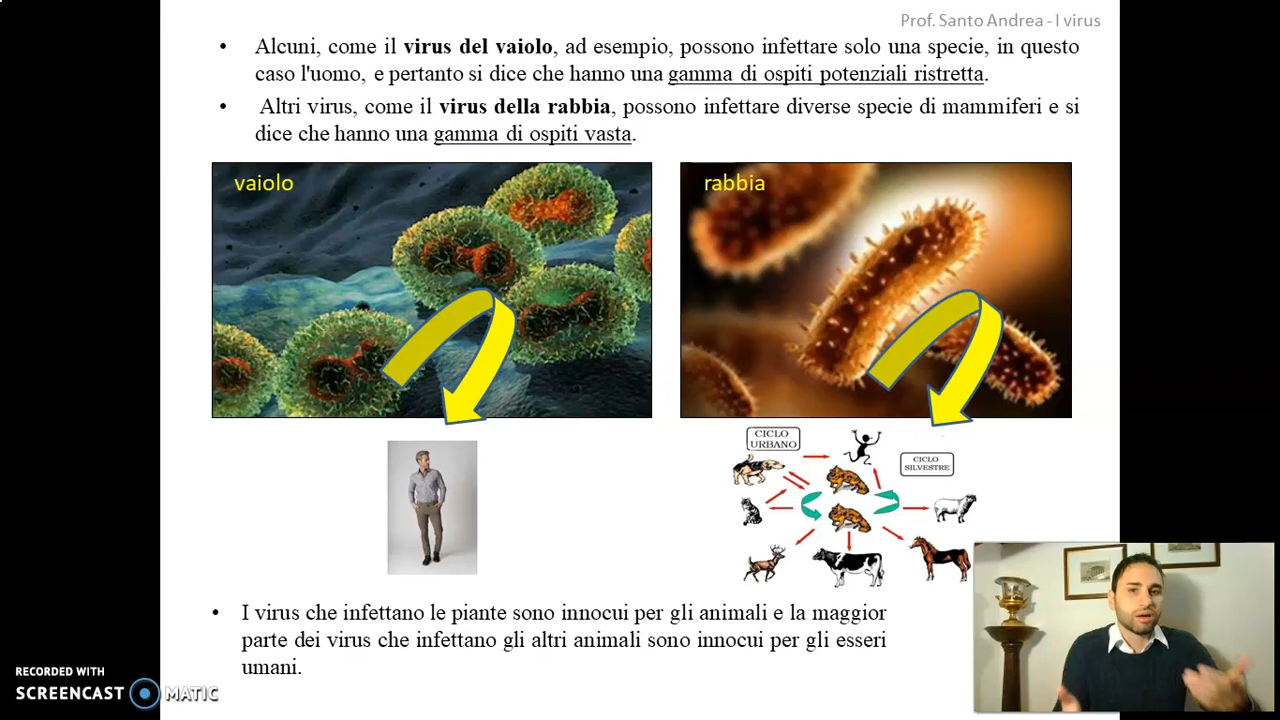 Prof. Santo Andrea - I virus
• Alcuni, come il virus del vaiolo, ad esempio, possono infettare solo una specie, in questo
caso l'uomo, e pertanto si dice che hanno una gamma di ospiti potenziali ristretta.
• Altri virus, come il virus della rabbia, possono infettare diverse specie di mammiferi e si
dice che hanno una gamma di ospiti vasta.
vaiolo
rabbia
CICLO
URBANO
CICLO
SILVESTRE
• I virus che infettano le piante sono innocui per gli animali e la maggior
parte dei virus che infettano gli altri animali sono innocui per gli esseri
umani.
RECORDED WITH
SCREENCAST MATIC